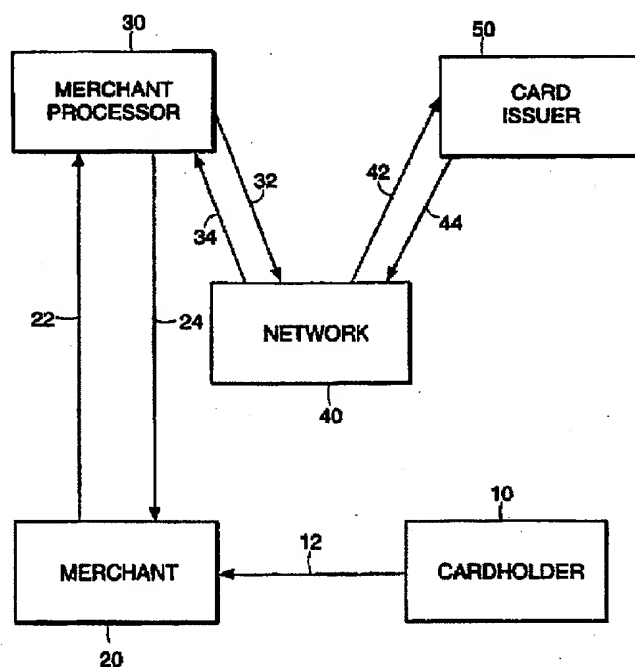 30
MERCHANT
PROCESSOR
50
CARD
ISSUER
32
34
42
44
22
24
NETWORK
40
10
MERCHANT
12
CARDHOLDER
20